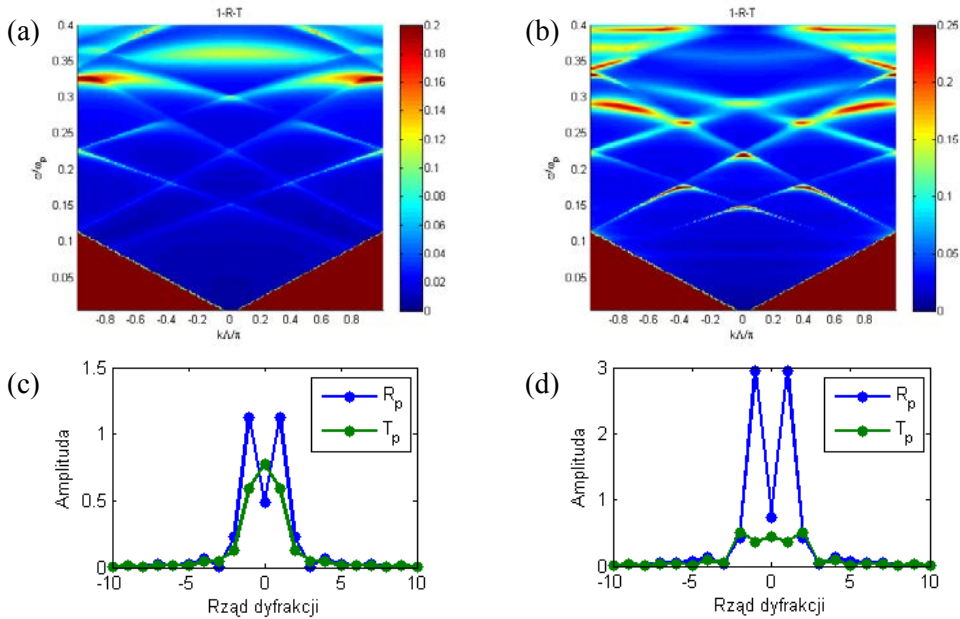 (a)
1-R-T
0.4
0.35
0.3
0.25
0.2
0.15
0.1
0.05
ω/ω_p
-0.8 -0.6 -0.4 -0.2 0 0.2 0.4 0.6 0.8
kΛ/π
0.2
0.18
0.16
0.14
0.12
0.1
0.08
0.06
0.04
0.02
0
(b)
1-R-T
0.4
0.35
0.3
0.25
0.2
0.15
0.1
0.05
ω/ω_p
-0.8 -0.6 -0.4 -0.2 0 0.2 0.4 0.6 0.8
kΛ/π
0.25
0.2
0.15
0.1
0.05
0
(c)
1.5
1
0.5
0
Amplituda
R_p
T_p
-10 -5 0 5 10
Rząd dyfrakcji
(d)
3
2
1
0
Amplituda
R_p
T_p
-10 -5 0 5 10
Rząd dyfrakcji